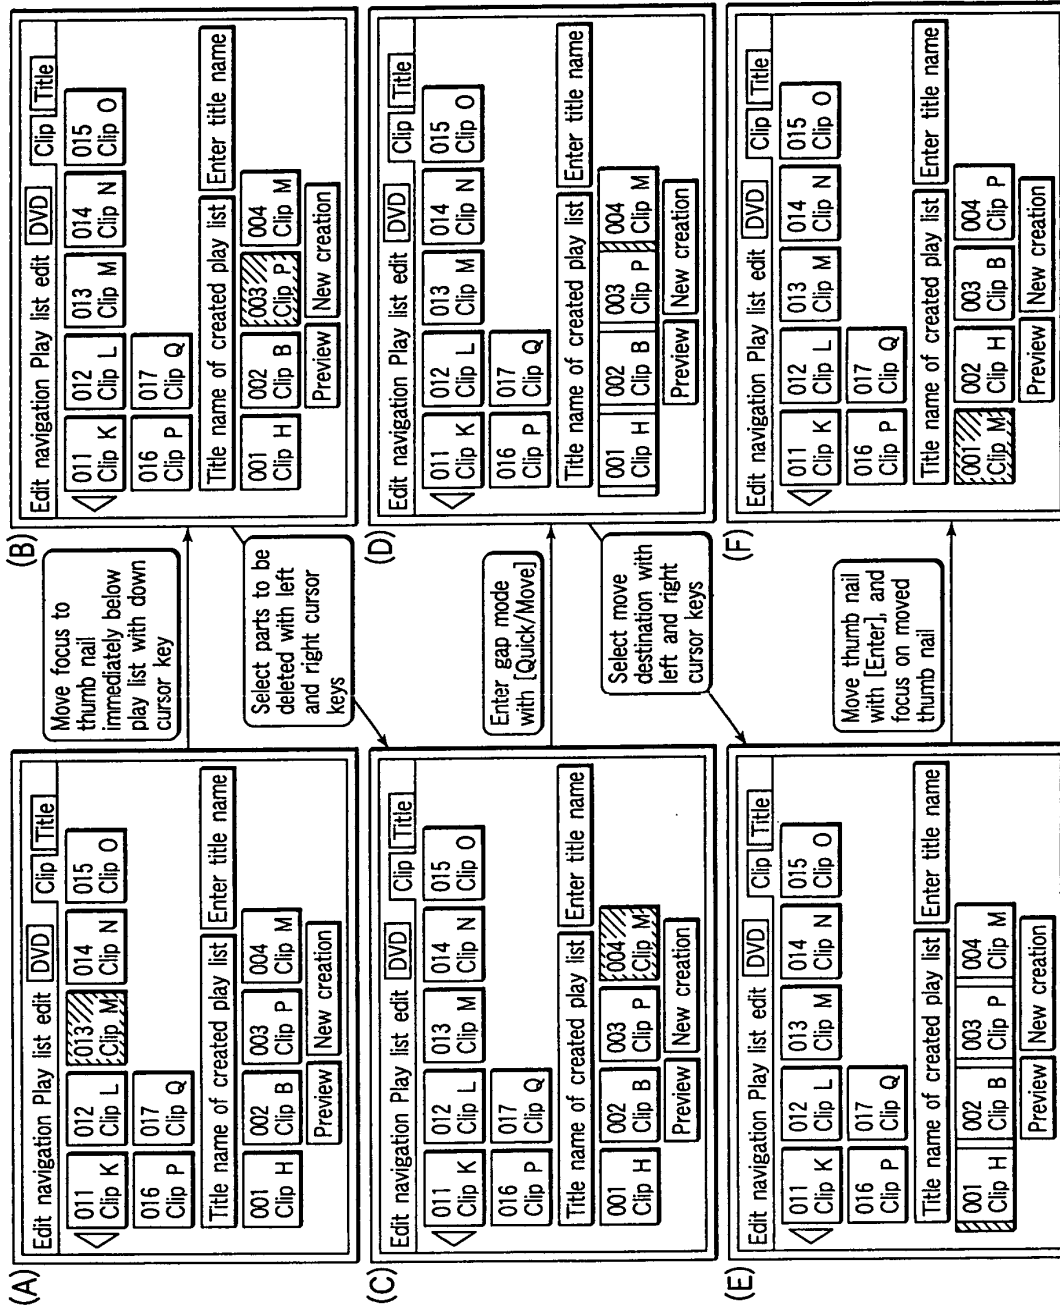 (A)
Edit navigation Play list edit DVD Clip Title
011 012 013 014 015
Clip K Clip L Clip M Clip N Clip O
016 017
Clip P Clip Q
Title name of created play list Enter title name
001 002 003 004
Clip H Clip B Clip P Clip M
Preview New creation
Move focus to
thumb nail
immediately below
play list with down
cursor key
(B)
Edit navigation Play list edit DVD Clip Title
011 012 013 014 015
Clip K Clip L Clip M Clip N Clip O
016 017
Clip P Clip Q
Title name of created play list Enter title name
001 002 003 004
Clip H Clip B Clip P Clip M
Preview New creation
Select parts to be
deleted with left
and right cursor
keys
(C)
Edit navigation Play list edit DVD Clip Title
011 012 013 014 015
Clip K Clip L Clip M Clip N Clip O
016 017
Clip P Clip Q
Title name of created play list Enter title name
001 002 003 004
Clip H Clip B Clip P Clip M
Preview New creation
Enter gap mode
with [Quick/Move]
(D)
Edit navigation Play list edit DVD Clip Title
011 012 013 014 015
Clip K Clip L Clip M Clip N Clip O
016 017
Clip P Clip Q
Title name of created play list Enter title name
001 002 003 004
Clip H Clip B Clip P Clip M
Preview New creation
Select move
destination with
left and right
cursor keys
(E)
Edit navigation Play list edit DVD Clip Title
011 012 013 014 015
Clip K Clip L Clip M Clip N Clip O
016 017
Clip P Clip Q
Title name of created play list Enter title name
001 002 003 004
Clip H Clip B Clip P Clip M
Preview New creation
Move thumb nail
with [Enter], and
focus on moved
thumb nail
(F)
Edit navigation Play list edit DVD Clip Title
011 012 013 014 015
Clip K Clip L Clip M Clip N Clip O
016 017
Clip P Clip Q
Title name of created play list Enter title name
001 002 003 004
Clip M Clip H Clip B Clip P
Preview New creation